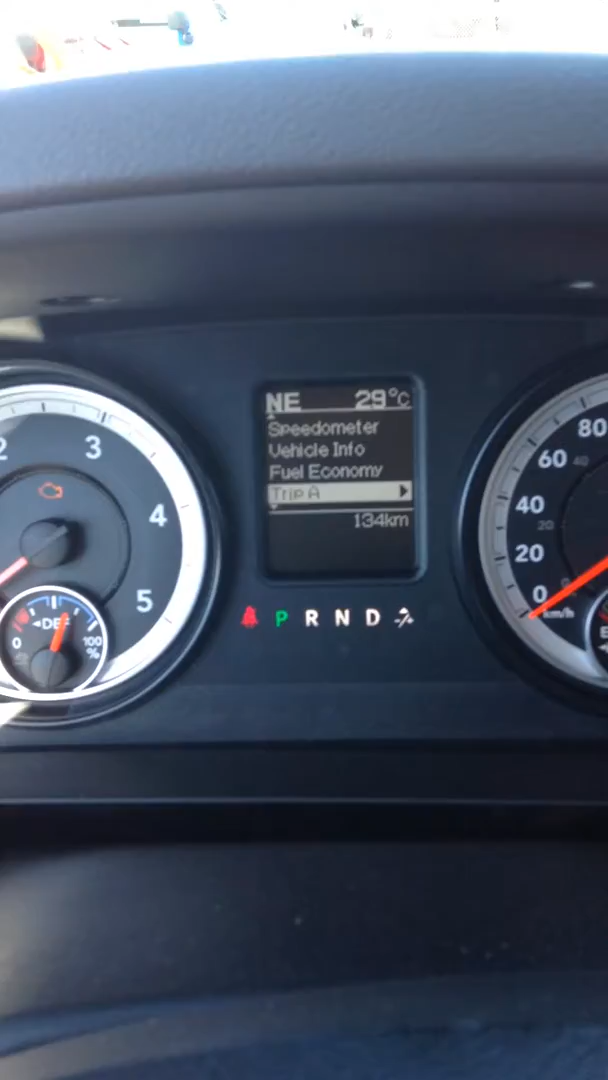 NE 29°C
Speedometer
Vehicle Info
Fuel Economy
Trip A
134km
2 3 4 5
0 100 %
P R N D
80
60 40
40
20
20
0
km/h